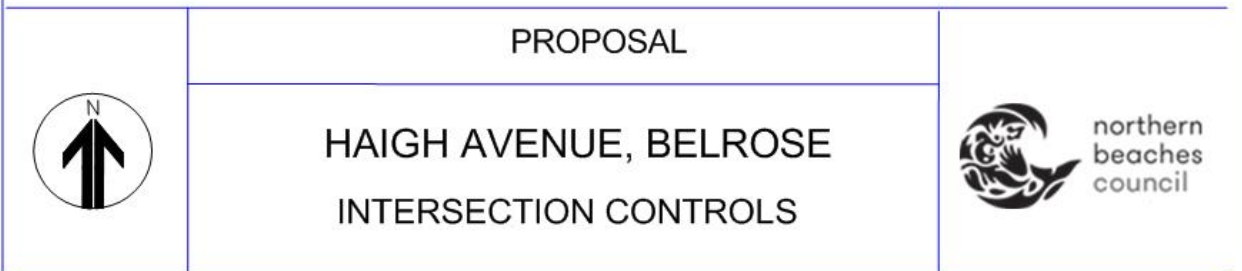 PROPOSAL
N
HAIGH AVENUE, BELROSE
INTERSECTION CONTROLS
northern
beaches
council